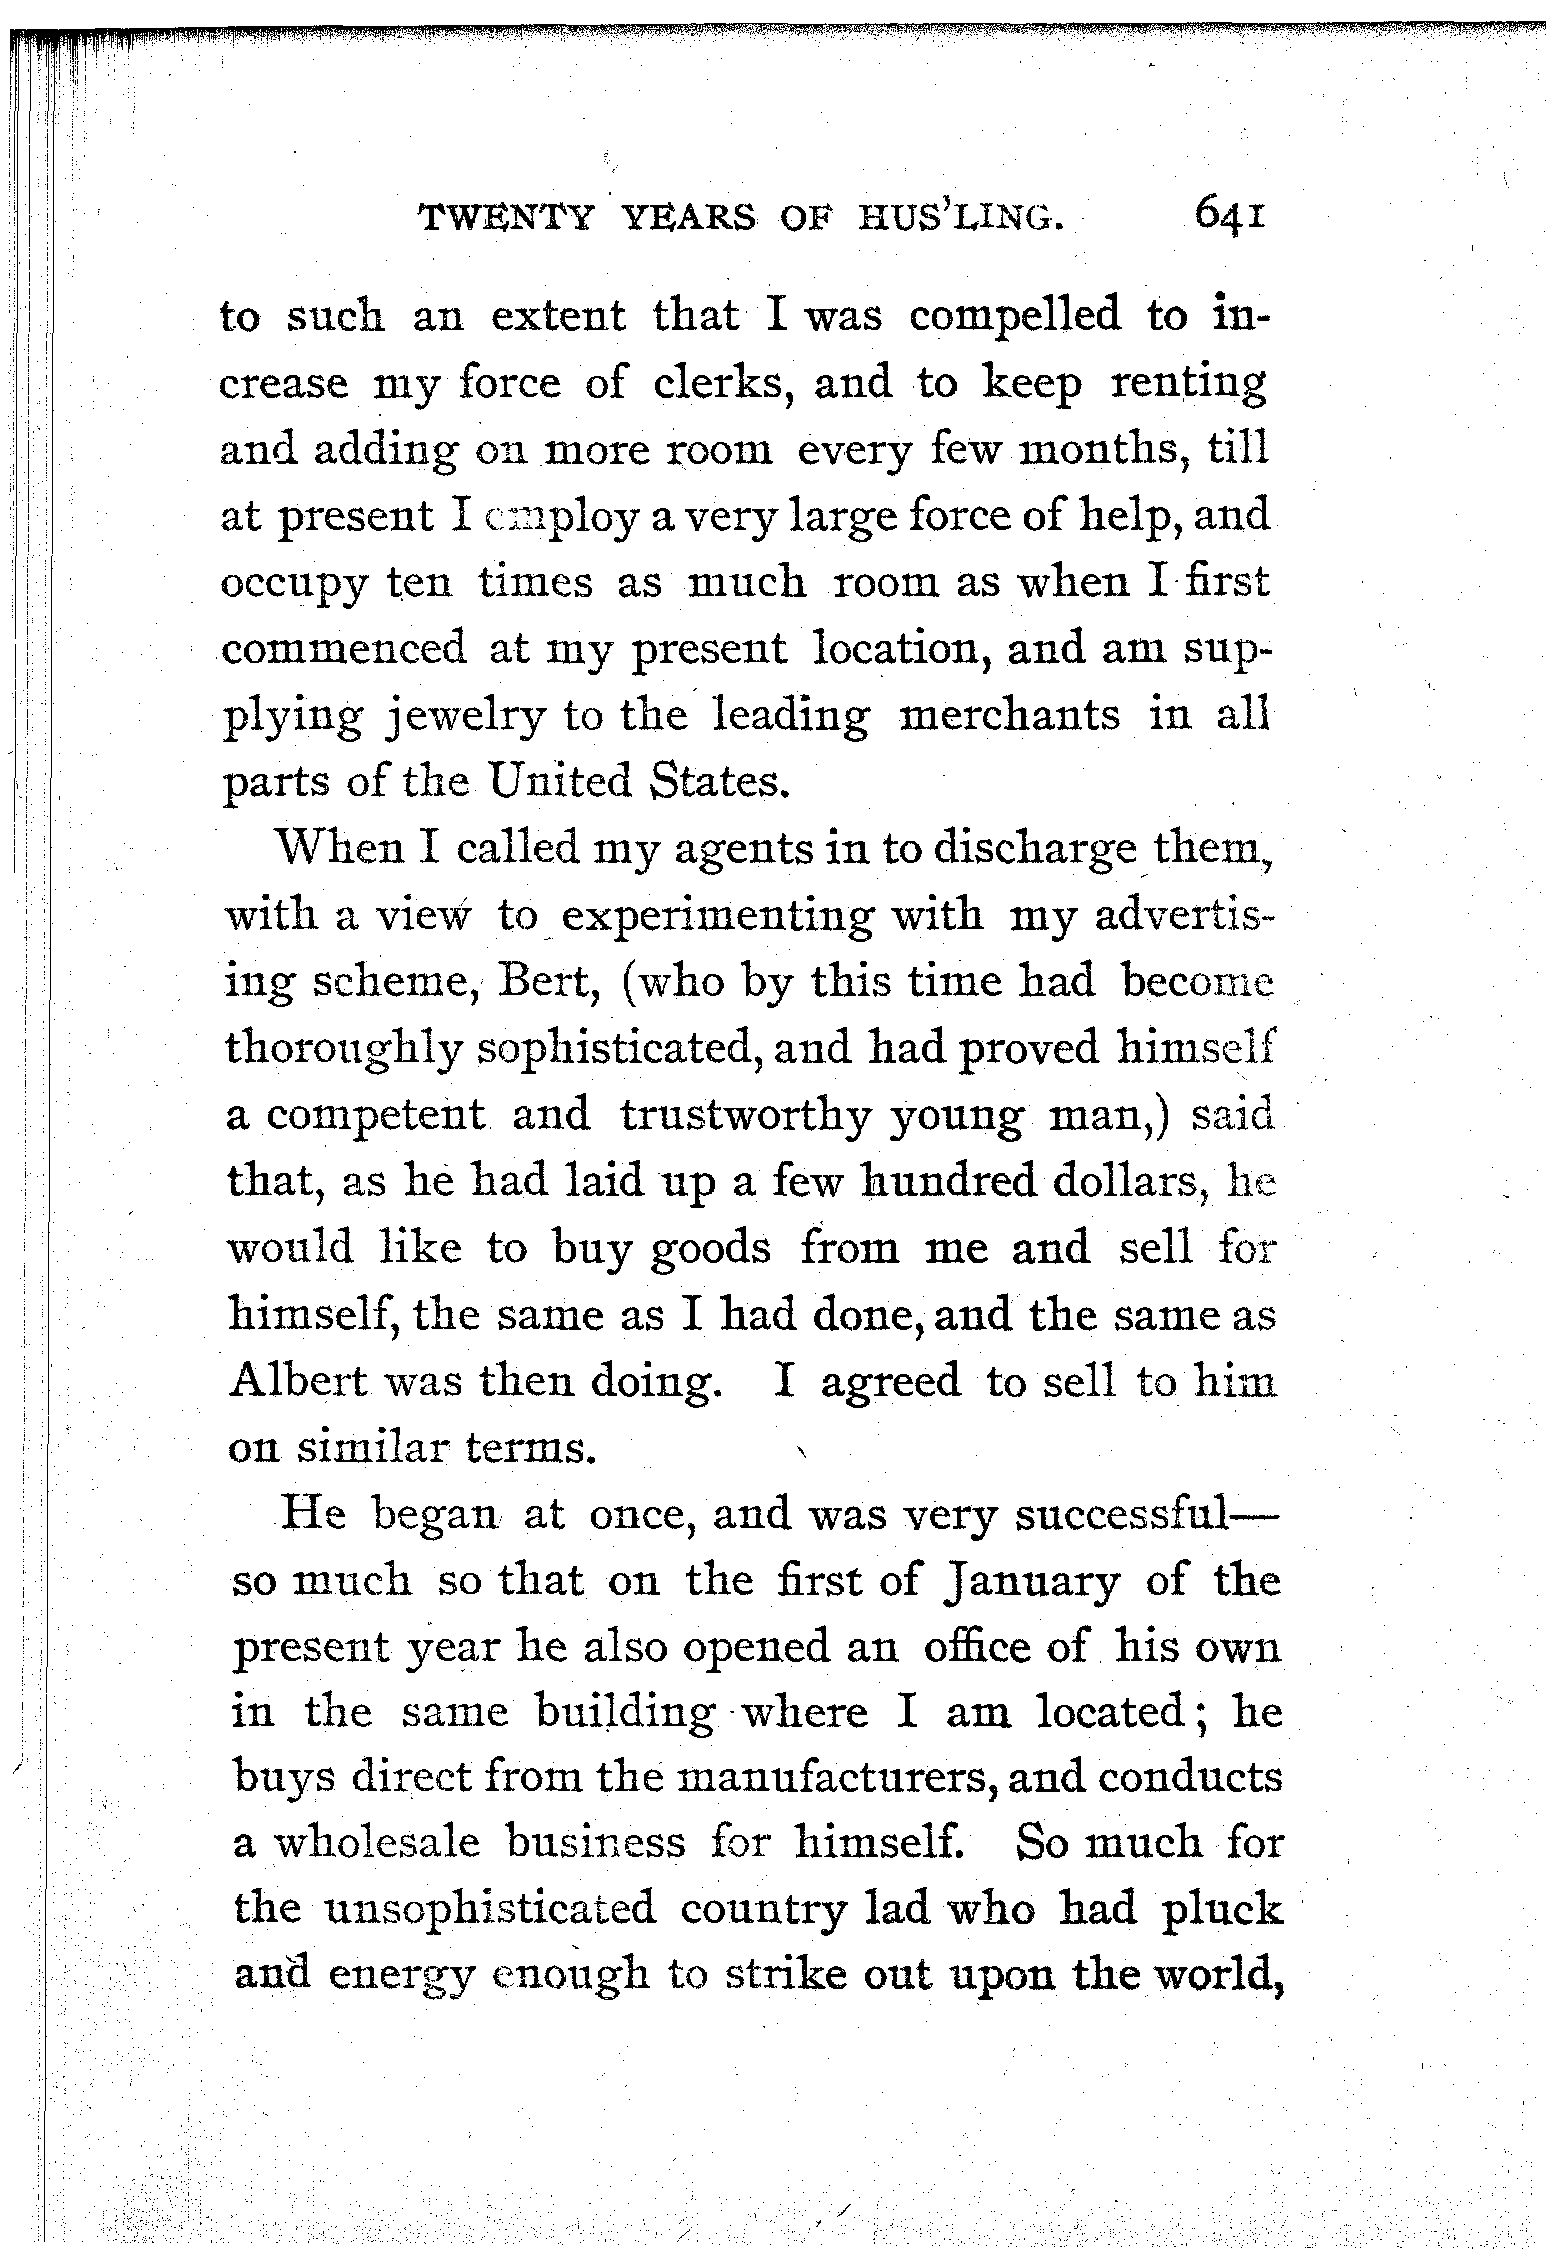 TWENTY YEARS OF HUS'LING. 641
to such an extent that I was compelled to in-
crease my force of clerks, and to keep renting
and adding on more room every few months, till
at present I employ a very large force of help, and
occupy ten times as much room as when I first
commenced at my present location, and am sup-
plying jewelry to the leading merchants in all
parts of the United States.
When I called my agents in to discharge them,
with a view to experimenting with my advertis-
ing scheme, Bert, (who by this time had become
thoroughly sophisticated, and had proved himself
a competent and trustworthy young man,) said
that, as he had laid up a few hundred dollars, he
would like to buy goods from me and sell for
himself, the same as I had done, and the same as
Albert was then doing. I agreed to sell to him
on similar terms.
He began at once, and was very successful—
so much so that on the first of January of the
present year he also opened an office of his own
in the same building where I am located; he
buys direct from the manufacturers, and conducts
a wholesale business for himself. So much for
the unsophisticated country lad who had pluck
and energy enough to strike out upon the world,